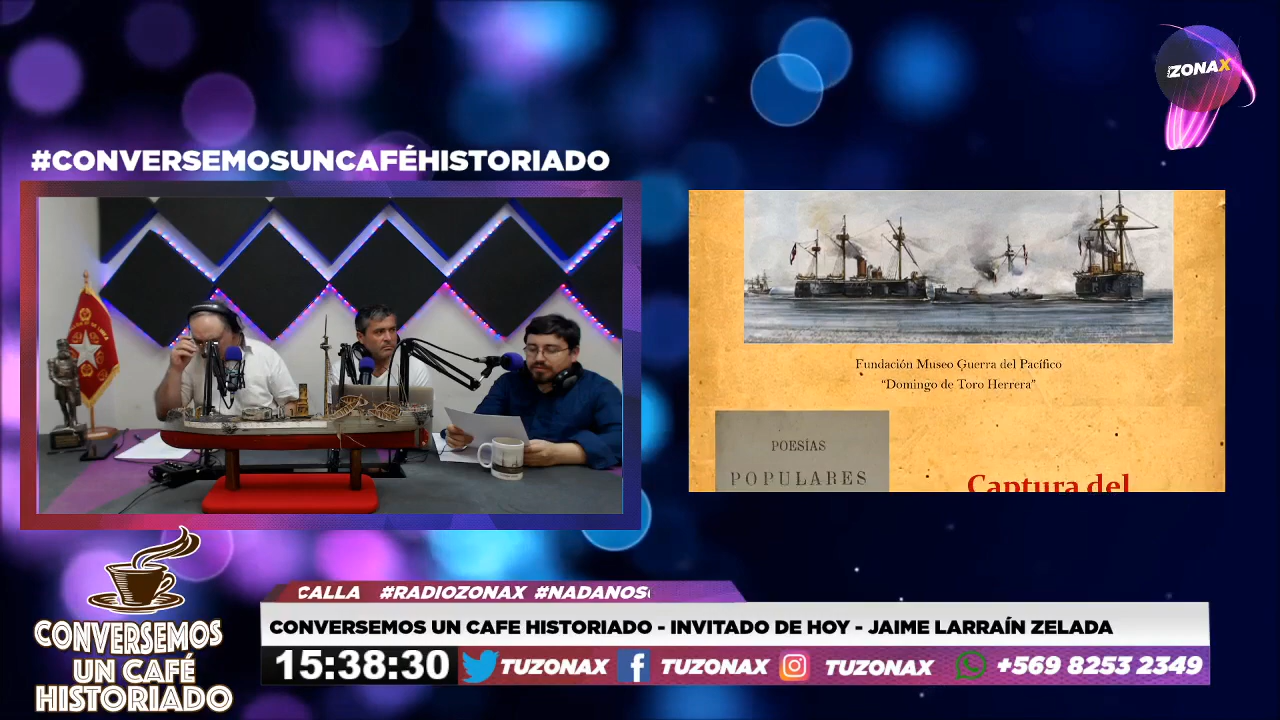 ZONAX
#CONVERSEMOSUNCAFÉHISTORIADO
Fundación Museo Guerra del Pacífico
“Domingo de Toro Herrera”
POESÍAS
POPULARES
Captura del
CALLA #RADIOZONAX #NADANOS
CONVERSEMOS UN CAFE HISTORIADO - INVITADO DE HOY - JAIME LARRAÍN ZELADA
15:38:30 TUZONAX TUZONAX TUZONAX +569 8253 2349
CONVERSEMOS
UN CAFÉ
HISTORIADO